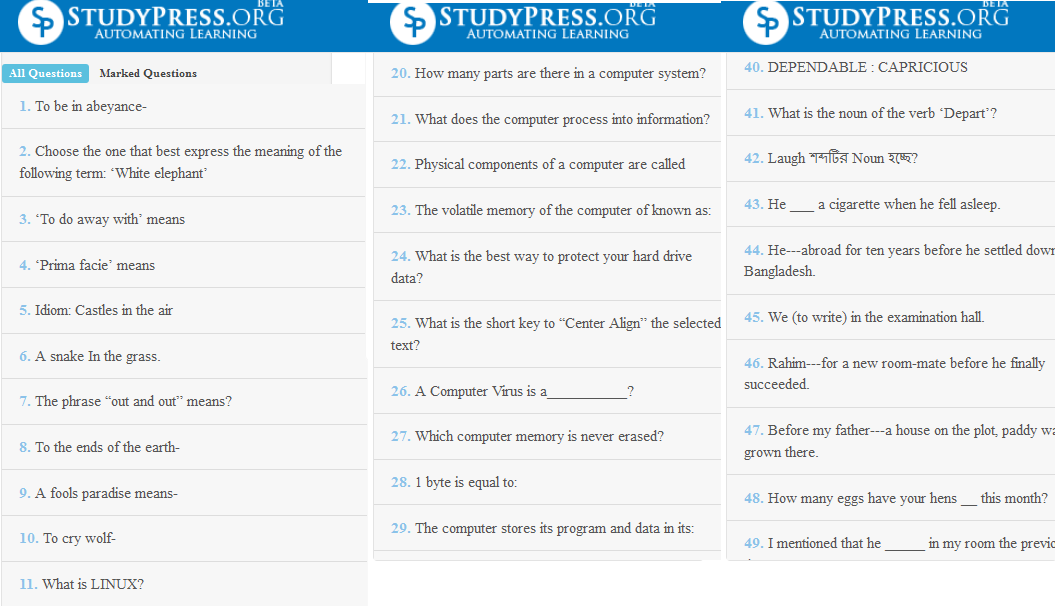 BETA
Sp STUDYPRESS.ORG
AUTOMATING LEARNING
All Questions Marked Questions
1. To be in abeyance-
2. Choose the one that best express the meaning of the
following term: ‘White elephant’
3. ‘To do away with’ means
4. ‘Prima facie’ means
5. Idiom: Castles in the air
6. A snake In the grass.
7. The phrase “out and out” means?
8. To the ends of the earth-
9. A fools paradise means-
10. To cry wolf-
11. What is LINUX?
BETA
Sp STUDYPRESS.ORG
AUTOMATING LEARNING
20. How many parts are there in a computer system?
21. What does the computer process into information?
22. Physical components of a computer are called
23. The volatile memory of the computer of known as:
24. What is the best way to protect your hard drive
data?
25. What is the short key to “Center Align” the selected
text?
26. A Computer Virus is a___________?
27. Which computer memory is never erased?
28. 1 byte is equal to:
29. The computer stores its program and data in its:
BETA
Sp STUDYPRESS.ORG
AUTOMATING LEARNING
40. DEPENDABLE : CAPRICIOUS
41. What is the noun of the verb ‘Depart’?
42. Laugh শব্দটির Noun হচ্ছে?
43. He ___ a cigarette when he fell asleep.
44. He---abroad for ten years before he settled down
Bangladesh.
45. We (to write) in the examination hall.
46. Rahim---for a new room-mate before he finally
succeeded.
47. Before my father---a house on the plot, paddy
grown there.
48. How many eggs have your hens __ this month?
49. I mentioned that he _____ in my room the